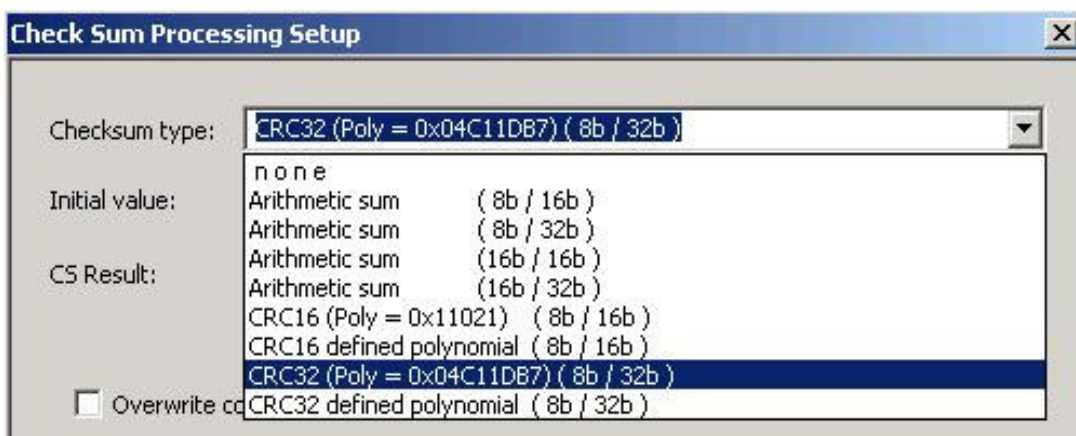 Check Sum Processing Setup
Checksum type: CRC32 (Poly = 0x04C11DB7) ( 8b / 32b )
n o n e
Initial value:
Arithmetic sum ( 8b / 16b )
Arithmetic sum ( 8b / 32b )
Arithmetic sum (16b / 16b )
CS Result:
Arithmetic sum (16b / 32b )
CRC16 (Poly = 0x11021) ( 8b / 16b )
CRC16 defined polynomial ( 8b / 16b )
CRC32 (Poly = 0x04C11DB7) ( 8b / 32b )
Overwrite
CRC32 defined polynomial ( 8b / 32b )